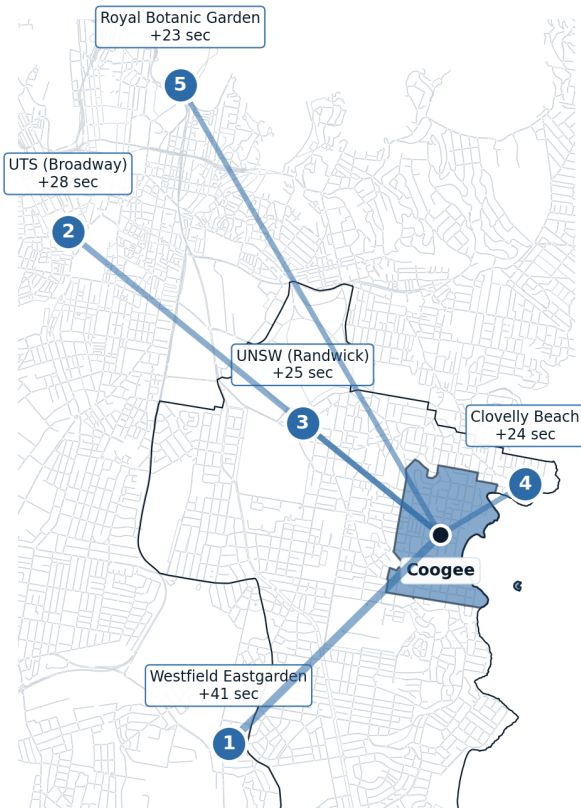 Royal Botanic Garden
+23 sec
5
UTS (Broadway)
+28 sec
2
UNSW (Randwick)
+25 sec
3
Clovelly Beach
+24 sec
4
Coogee
Westfield Eastgarden
+41 sec
1